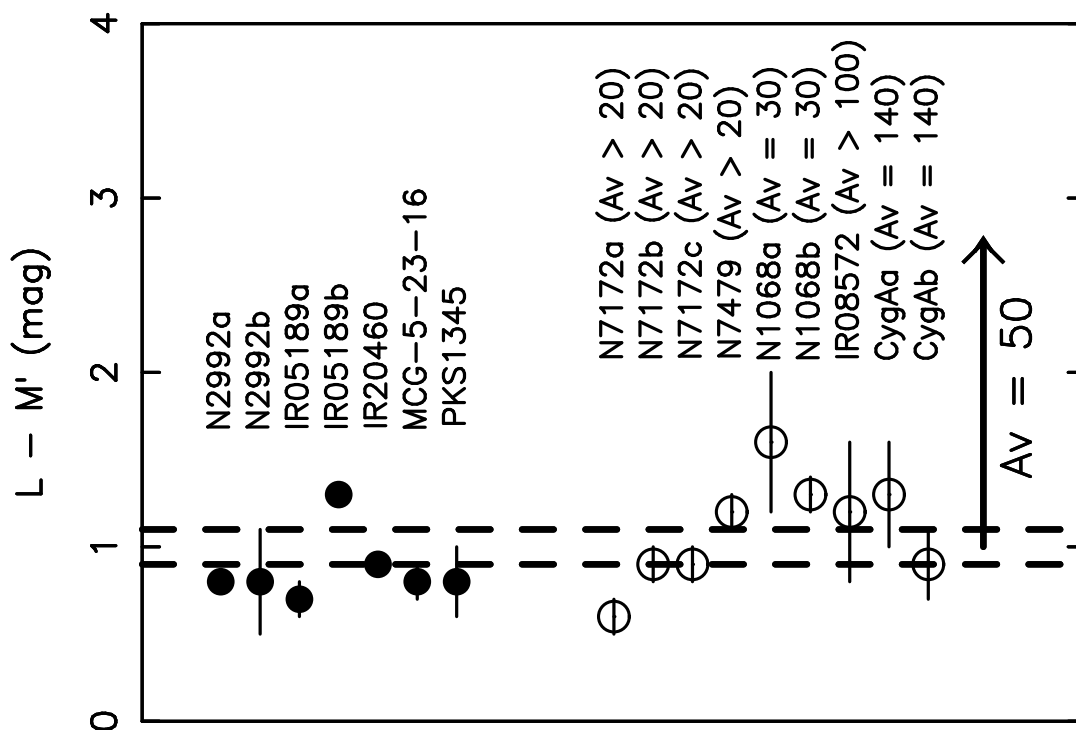 L − M' (mag)
4
3
2
1
0
N2992a
N2992b
IR05189a
IR05189b
IR20460
MCG−5−23−16
PKS1345
N7172a (Av > 20)
N7172b (Av > 20)
N7172c (Av > 20)
N7479 (Av > 20)
N1068a (Av = 30)
N1068b (Av = 30)
IR08572 (Av > 100)
CygAa (Av = 140)
CygAb (Av = 140)
Av = 50